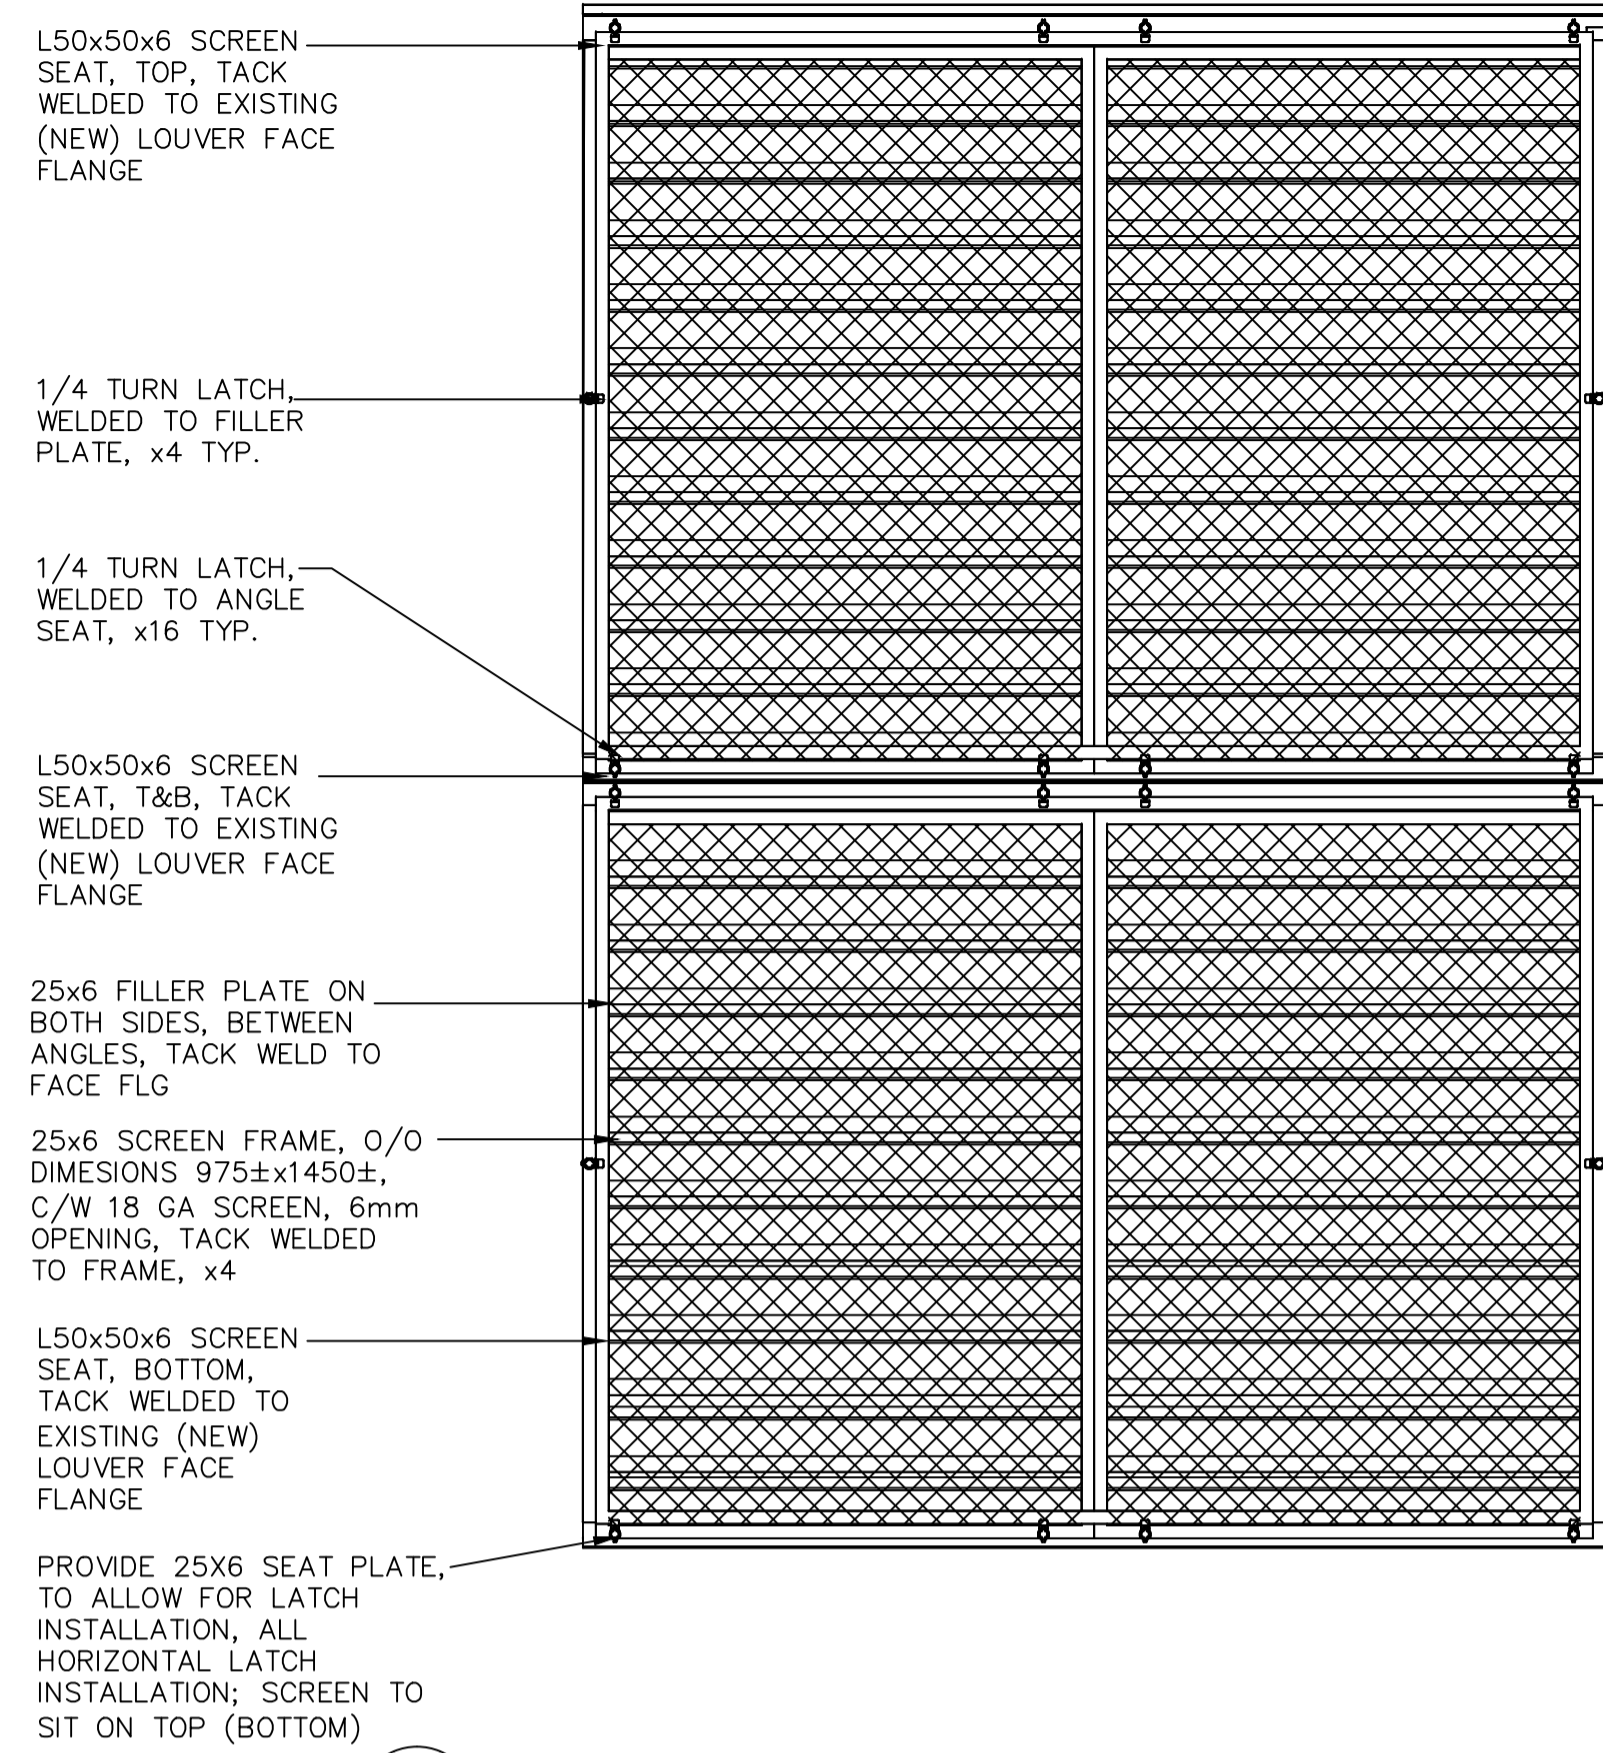 L50x50x6 SCREEN
SEAT, TOP, TACK
WELDED TO EXISTING
(NEW) LOUVER FACE
FLANGE
1/4 TURN LATCH,
WELDED TO FILLER
PLATE, x4 TYP.
1/4 TURN LATCH,
WELDED TO ANGLE
SEAT, x16 TYP.
L50x50x6 SCREEN
SEAT, T&B, TACK
WELDED TO EXISTING
(NEW) LOUVER FACE
FLANGE
25x6 FILLER PLATE ON
BOTH SIDES, BETWEEN
ANGLES, TACK WELD TO
FACE FLG
25x6 SCREEN FRAME, O/O
DIMESIONS 975±x1450±,
C/W 18 GA SCREEN, 6mm
OPENING, TACK WELDED
TO FRAME, x4
L50x50x6 SCREEN
SEAT, BOTTOM,
TACK WELDED TO
EXISTING (NEW)
LOUVER FACE
FLANGE
PROVIDE 25X6 SEAT PLATE,
TO ALLOW FOR LATCH
INSTALLATION, ALL
HORIZONTAL LATCH
INSTALLATION; SCREEN TO
SIT ON TOP (BOTTOM)